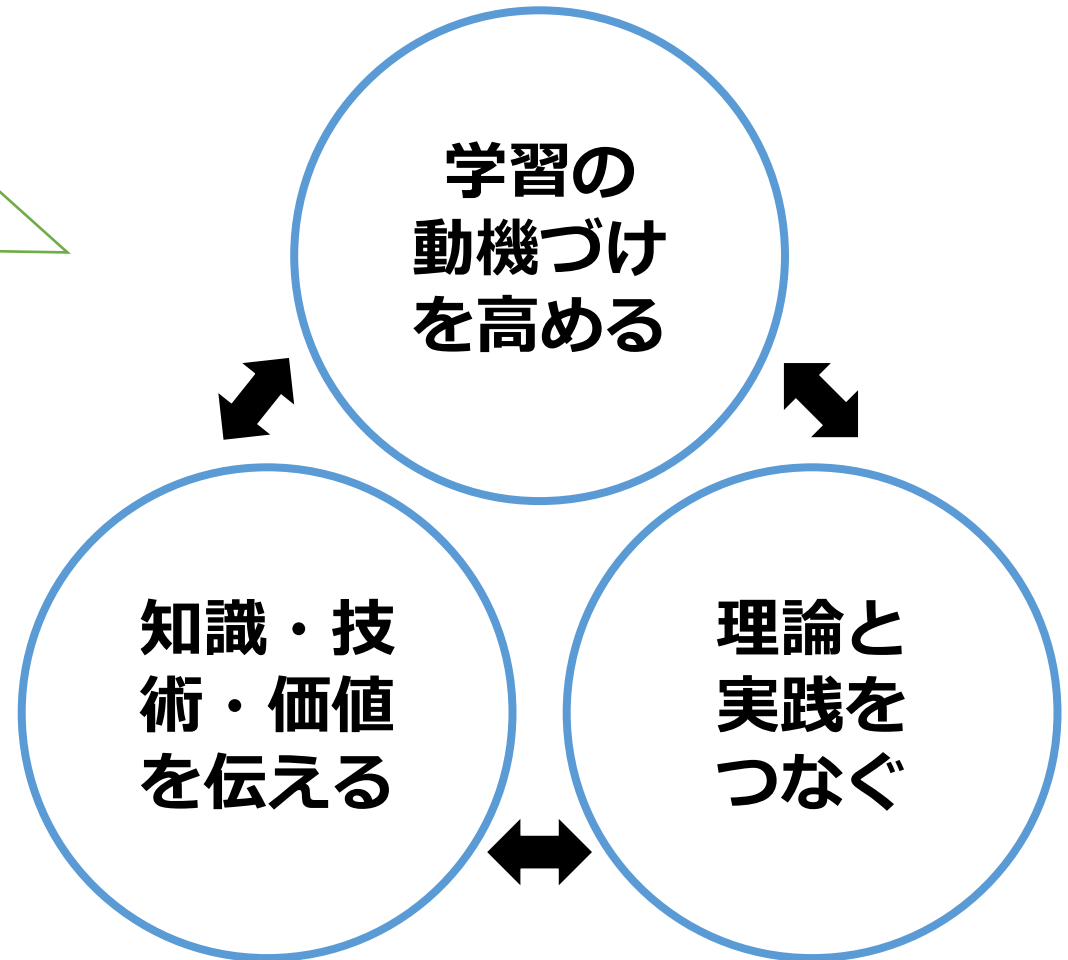 学習の
動機づけ
を高める
知識・技
術・価値
を伝える
理論と
実践を
つなぐ